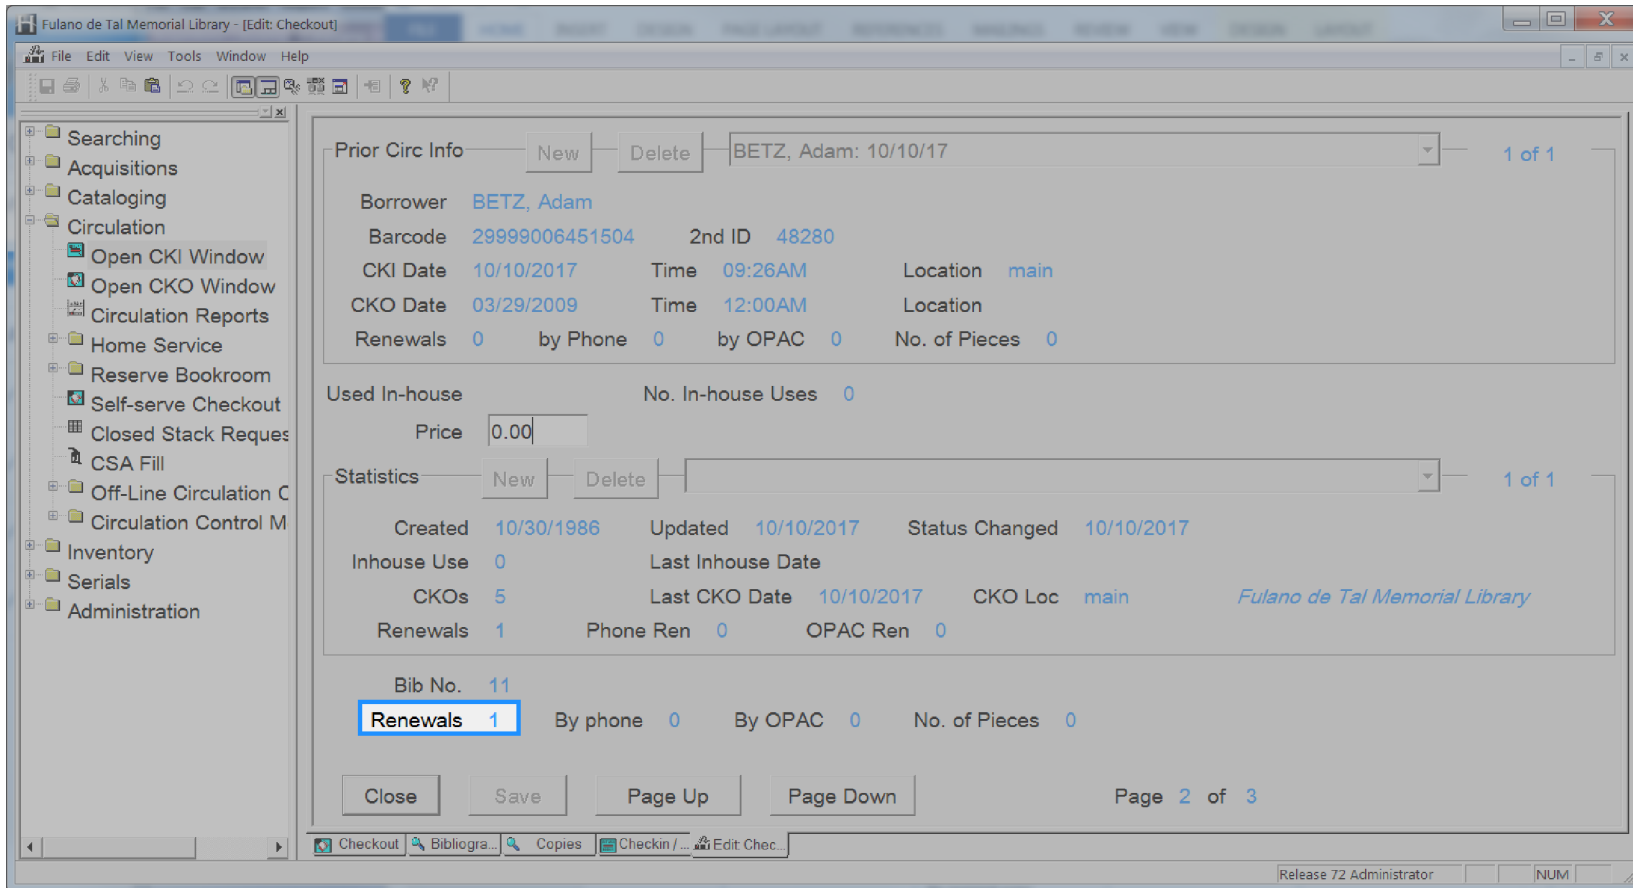 Fulano de Tal Memorial Library - [Edit: Checkout]
File Edit View Tools Window Help
Searching
Acquisitions
Cataloging
Circulation
Open CKI Window
Open CKO Window
Circulation Reports
Home Service
Reserve Bookroom
Self-serve Checkout
Closed Stack Reques
CSA Fill
Off-Line Circulation C
Circulation Control M
Inventory
Serials
Administration
Prior Circ Info New Delete BETZ, Adam: 10/10/17 1 of 1
Borrower BETZ, Adam
Barcode 29999006451504 2nd ID 48280
CKI Date 10/10/2017 Time 09:26AM Location main
CKO Date 03/29/2009 Time 12:00AM Location
Renewals 0 by Phone 0 by OPAC 0 No. of Pieces 0
Used In-house No. In-house Uses 0
Price 0.00
Statistics New Delete 1 of 1
Created 10/30/1986 Updated 10/10/2017 Status Changed 10/10/2017
Inhouse Use 0 Last Inhouse Date
CKOs 5 Last CKO Date 10/10/2017 CKO Loc main Fulano de Tal Memorial Library
Renewals 1 Phone Ren 0 OPAC Ren 0
Bib No. 11
Renewals 1 By phone 0 By OPAC 0 No. of Pieces 0
Close Save Page Up Page Down Page 2 of 3
Checkout Bibliogra... Copies Checkin / ... Edit: Chec...
Release 72 Administrator NUM